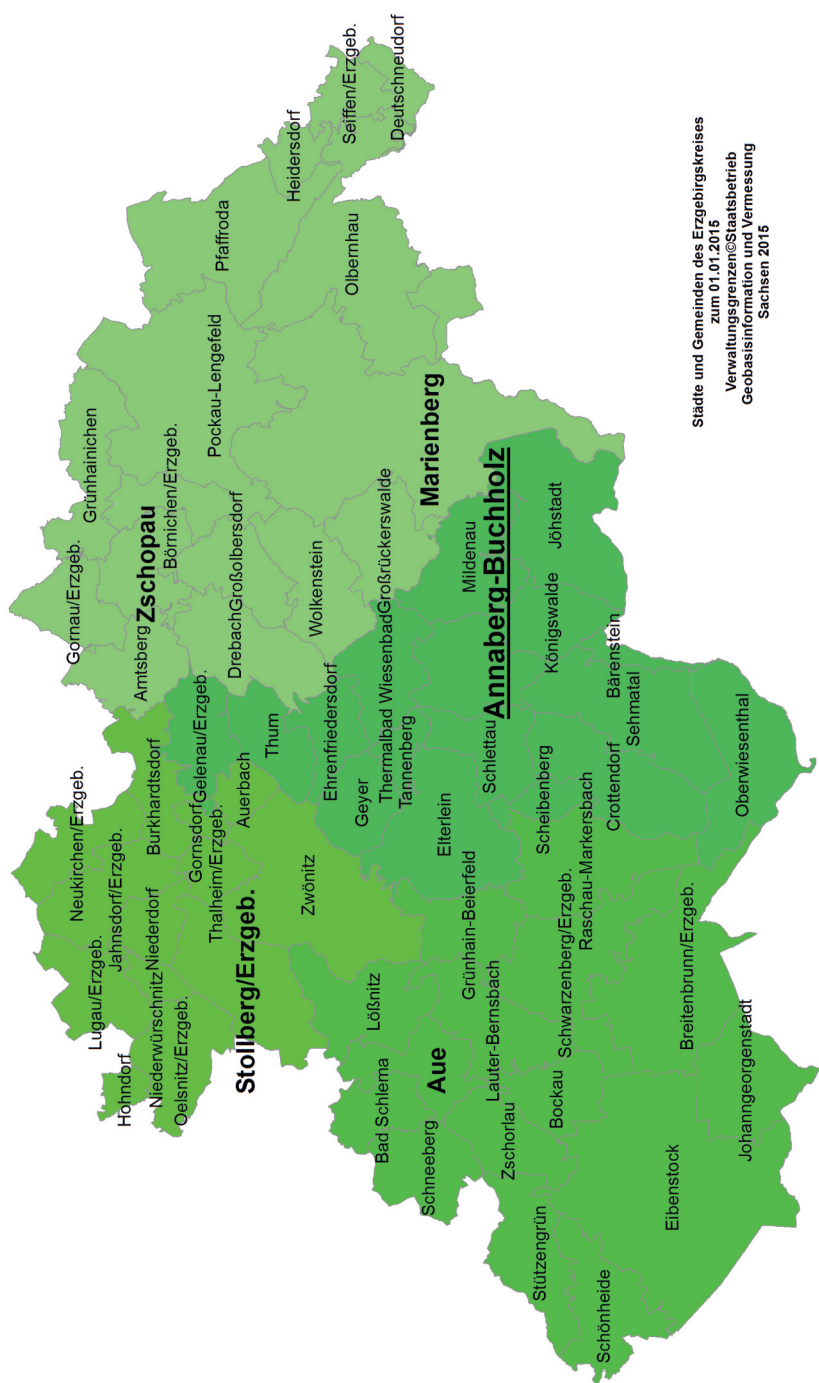 Gornau/Erzgeb.
Grünhainichen
Amtsberg
Zschopau
Börnichen/Erzgeb.
Neukirchen/Erzgeb.
Lugau/Erzgeb.
Jahnsdorf/Erzgeb.
Burkhardtsdorf
Hohndorf
Niederwürschnitz
Niederdorf
Gornsdorf
Gelenau/Erzgeb.
Oelsnitz/Erzgeb.
Thalheim/Erzgeb.
Auerbach
Drebach
Großolbersdorf
Pockau-Lengefeld
Pfaffroda
Stollberg/Erzgeb.
Thum
Heidersdorf
Seiffen/Erzgeb.
Deutschneudorf
Zwönitz
Ehrenfriedersdorf
Wolkenstein
Olbernhau
Geyer
Lößnitz
Thermalbad Wiesenbad
Großrückerswalde
Bad Schlema
Tannenberg
Marienberg
Schneeberg
Aue
Elterlein
Grünhain-Beierfeld
Mildenau
Schlettau
Annaberg-Buchholz
Lauter-Bernsbach
Zschorlau
Scheibenberg
Königswalde
Jöhstadt
Stützengrün
Bockau
Schwarzenberg/Erzgeb.
Raschau-Markersbach
Crottendorf
Bärenstein
Sehmatal
Schönheide
Eibenstock
Breitenbrunn/Erzgeb.
Johanngeorgenstadt
Oberwiesenthal
Städte und Gemeinden des Erzgebirgskreises
zum 01.01.2015
Verwaltungsgrenzen©Staatsbetrieb
Geobasisinformation und Vermessung
Sachsen 2015